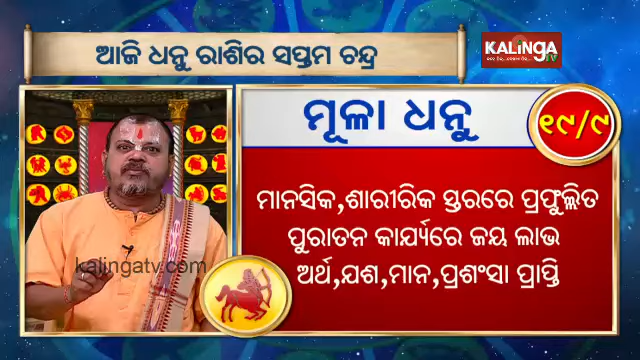 ଆଜି ଧନୁ ରାଶିର ସପ୍ତମ ଚନ୍ଦ୍ର
KALINGA TV
ମୂଳା ଧନୁ
୧୯/୯
ମାନସିକ,ଶାରୀରିକ ସ୍ତରରେ ପ୍ରଫୁଲ୍ଲିତ
ପୁରାତନ କାର୍ଯ୍ୟରେ ଜୟ ଲାଭ
ଅର୍ଥ,ଯଶ,ମାନ,ପ୍ରଶଂସା ପ୍ରାପ୍ତି
kalingatv.com